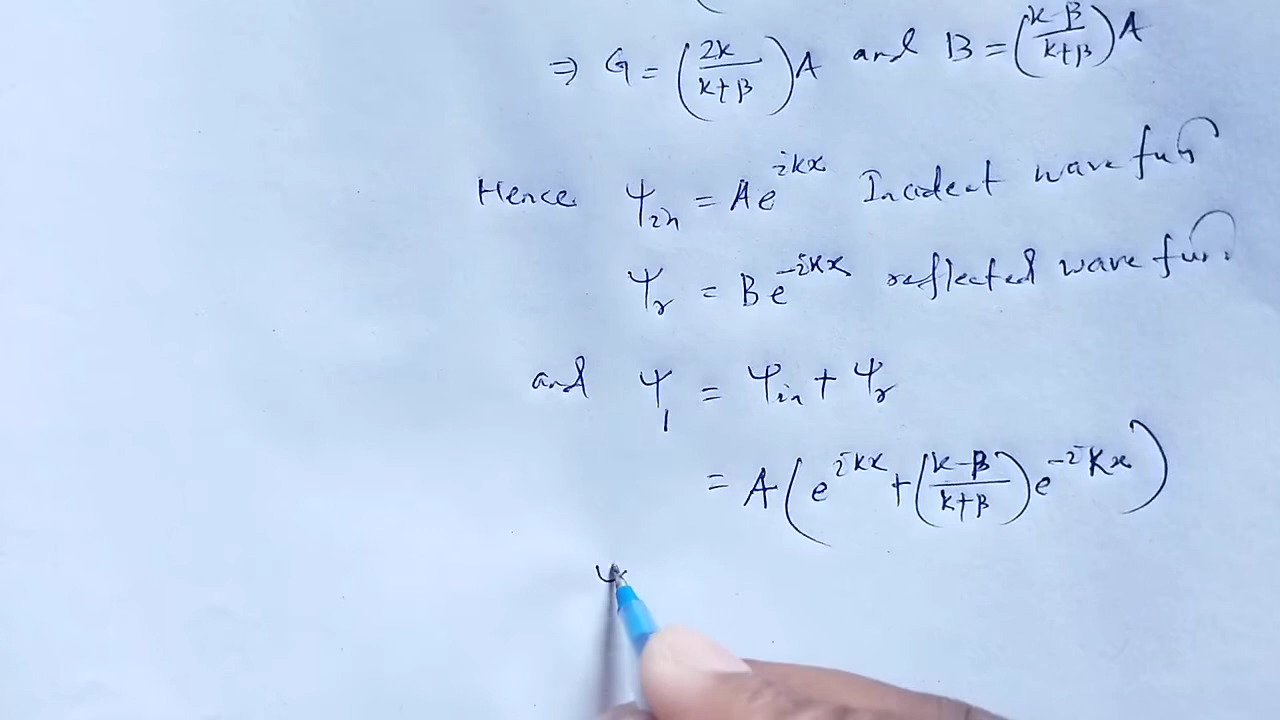 ⇒ G = (2k/k+β)A and B = (k-β/k+β)A
Hence ψin = Ae^ikx Incident wave fun
ψr = Be^-ikx reflected wave fun.
and ψ1 = ψin + ψr
= A(e^ikx + (k-β/k+β)e^-ikx)
ψ